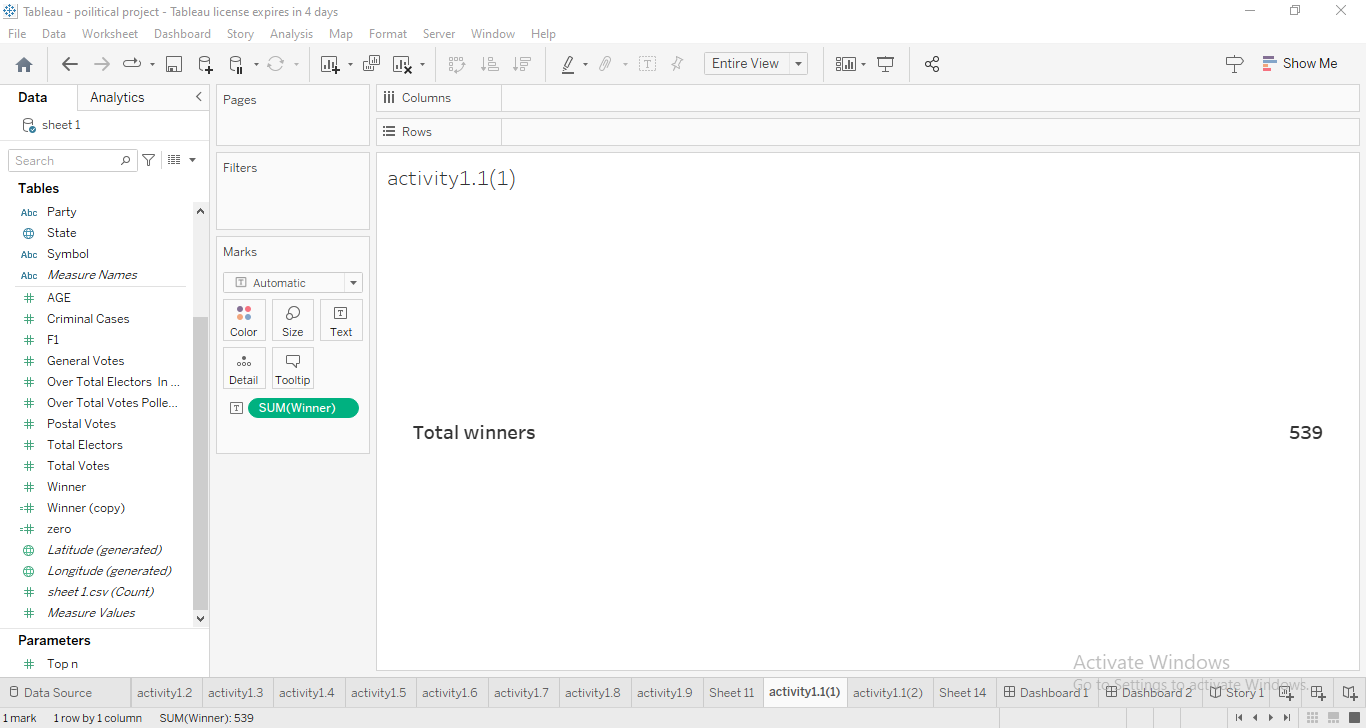 Tableau - poilitical project - Tableau license expires in 4 days
File Data Worksheet Dashboard Story Analysis Map Format Server Window Help
Entire View
Show Me
Data Analytics
sheet 1
Search
Tables
Abc Party
State
Abc Symbol
Abc Measure Names
AGE
Criminal Cases
F1
General Votes
Over Total Electors In ...
Over Total Votes Polle...
Postal Votes
Total Electors
Total Votes
Winner
Winner (copy)
zero
Latitude (generated)
Longitude (generated)
sheet 1.csv (Count)
Measure Values
Parameters
Top n
Pages
Filters
Marks
Automatic
Color Size Text
Detail Tooltip
SUM(Winner)
Columns
Rows
activity1.1(1)
Total winners 539
Activate Windows
Go to Settings to activate Windows.
Data Source activity1.2 activity1.3 activity1.4 activity1.5 activity1.6 activity1.7 activity1.8 activity1.9 Sheet 11 activity1.1(1) activity1.1(2) Sheet 14 Dashboard 1 Dashboard 2 Story 1
1 mark 1 row by 1 column SUM(Winner): 539